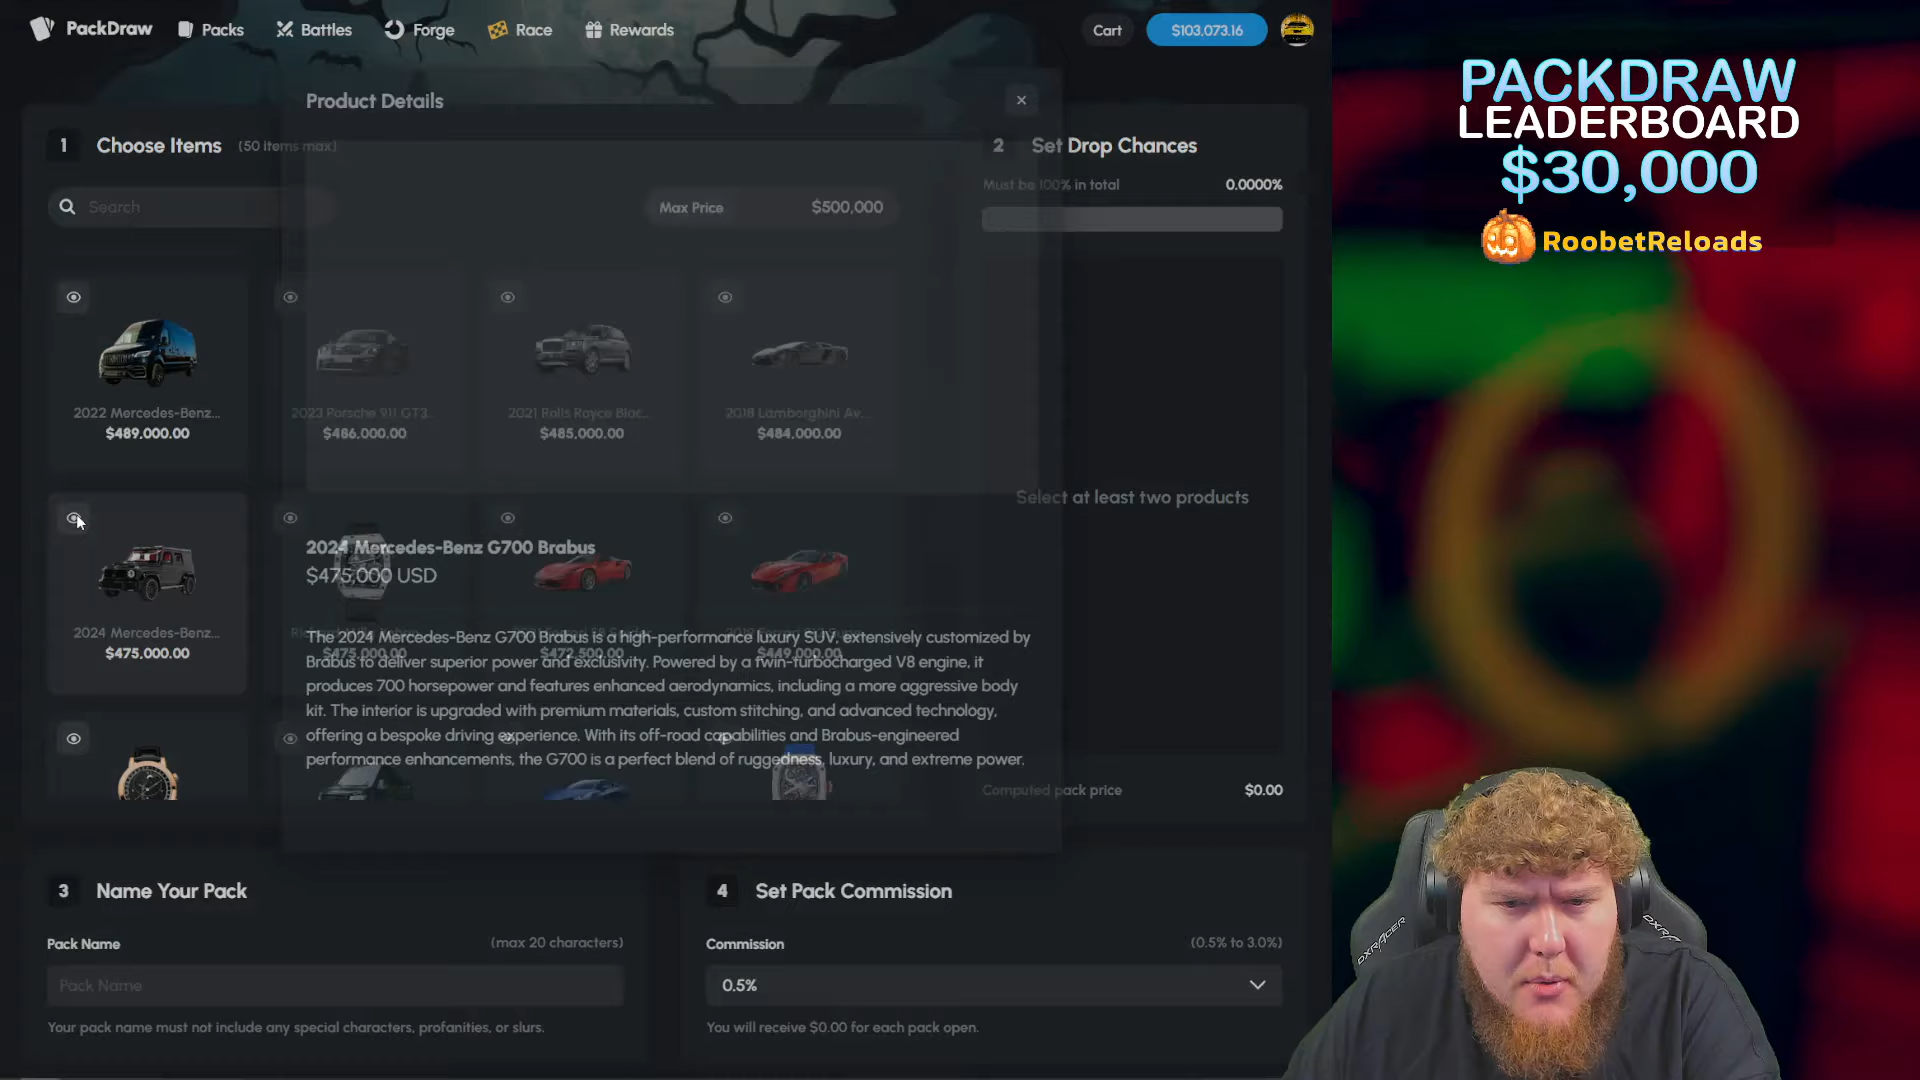 PackDraw
Packs
Battles
Forge
Race
Rewards
Cart
$103,073.16
Product Details
1
Choose Items
(50 items max)
2
Set Drop Chances
Must be 100% in total
0.0000%
Search
Max Price
$500,000
2022 Mercedes-Benz...
$489,000.00
2023 Porsche 911 GT3...
$486,000.00
2021 Rolls Royce Blac...
$485,000.00
2018 Lamborghini Av...
$484,000.00
Select at least two products
2024 Mercedes-Benz G700 Brabus
$475,000 USD
2024 Mercedes-Benz...
$475,000.00
$475,000.00
$472,500.00
$449,000.00
The 2024 Mercedes-Benz G700 Brabus is a high-performance luxury SUV, extensively customized by
Brabus to deliver superior power and exclusivity. Powered by a twin-turbocharged V8 engine, it
produces 700 horsepower and features enhanced aerodynamics, including a more aggressive body
kit. The interior is upgraded with premium materials, custom stitching, and advanced technology,
offering a bespoke driving experience. With its off-road capabilities and Brabus-engineered
performance enhancements, the G700 is a perfect blend of ruggedness, luxury, and extreme power.
Computed pack price
$0.00
3
Name Your Pack
Pack Name
(max 20 characters)
Pack Name
Your pack name must not include any special characters, profanities, or slurs.
4
Set Pack Commission
Commission
(0.5% to 3.0%)
0.5%
You will receive $0.00 for each pack open.
PACKDRAW
LEADERBOARD
$30,000
RoobetReloads
DXRACER